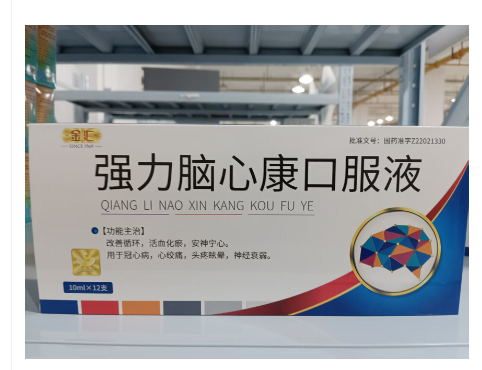 金汇
SINCE 1969
批准文号：国药准字Z22021330
强力脑心康口服液
QIANG LI NAO XIN KANG KOU FU YE
【功能主治】
改善循环，活血化瘀，安神宁心。
用于冠心病，心绞痛，头疼眩晕，神经衰弱。
10ml×12支